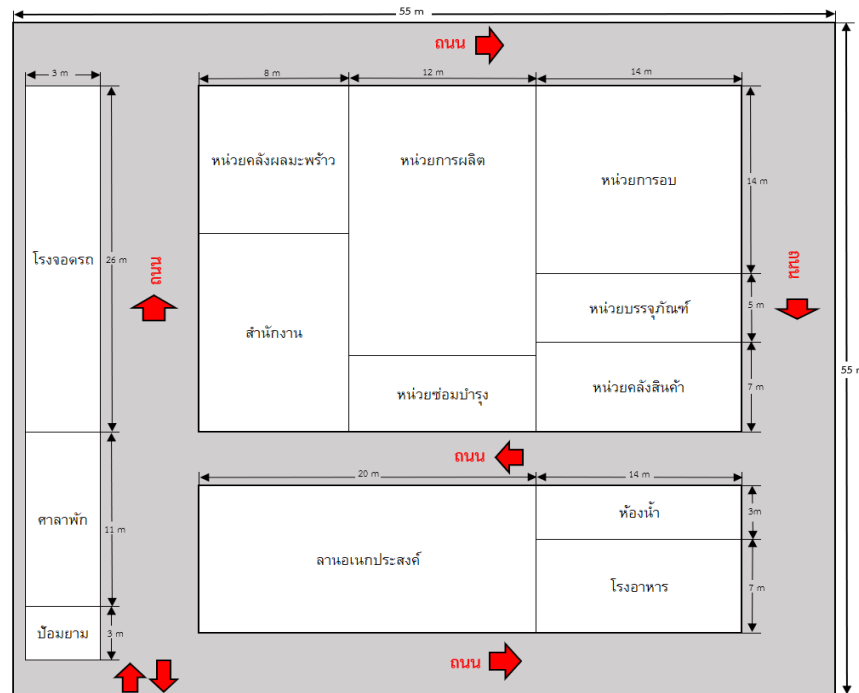 55 m
ถนน
3 m
8 m
12 m
14 m
หน่วยคลังผลมะพร้าว
หน่วยการผลิต
หน่วยการอบ
14 m
โรงจอดรถ
26 m
ถนน
ถนน
หน่วยบรรจุภัณฑ์
5 m
สำนักงาน
55 m
หน่วยซ่อมบำรุง
หน่วยคลังสินค้า
7 m
ถนน
20 m
14 m
ศาลาพัก
11 m
ห้องน้ำ
3m
ลานอเนกประสงค์
โรงอาหาร
7 m
ป้อมยาม
3 m
ถนน